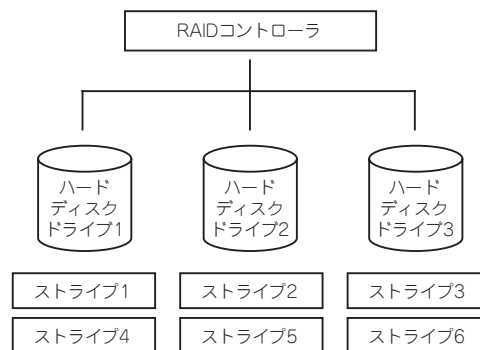 RAIDコントローラ
ハード
ディスク
ドライブ1
ハード
ディスク
ドライブ2
ハード
ディスク
ドライブ3
ストライプ1
ストライプ2
ストライプ3
ストライプ4
ストライプ5
ストライプ6